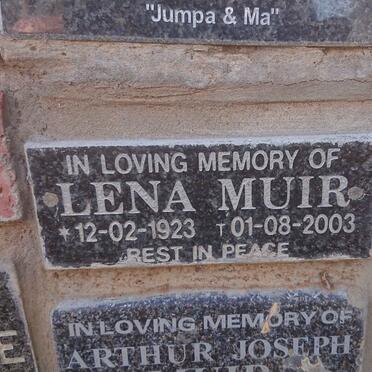 "Jumpa & Ma"
IN LOVING MEMORY OF
LENA MUIR
* 12-02-1923 † 01-08-2003
REST IN PEACE
E
IN LOVING MEMORY OF
ARTHUR JOSEPH
MUIR